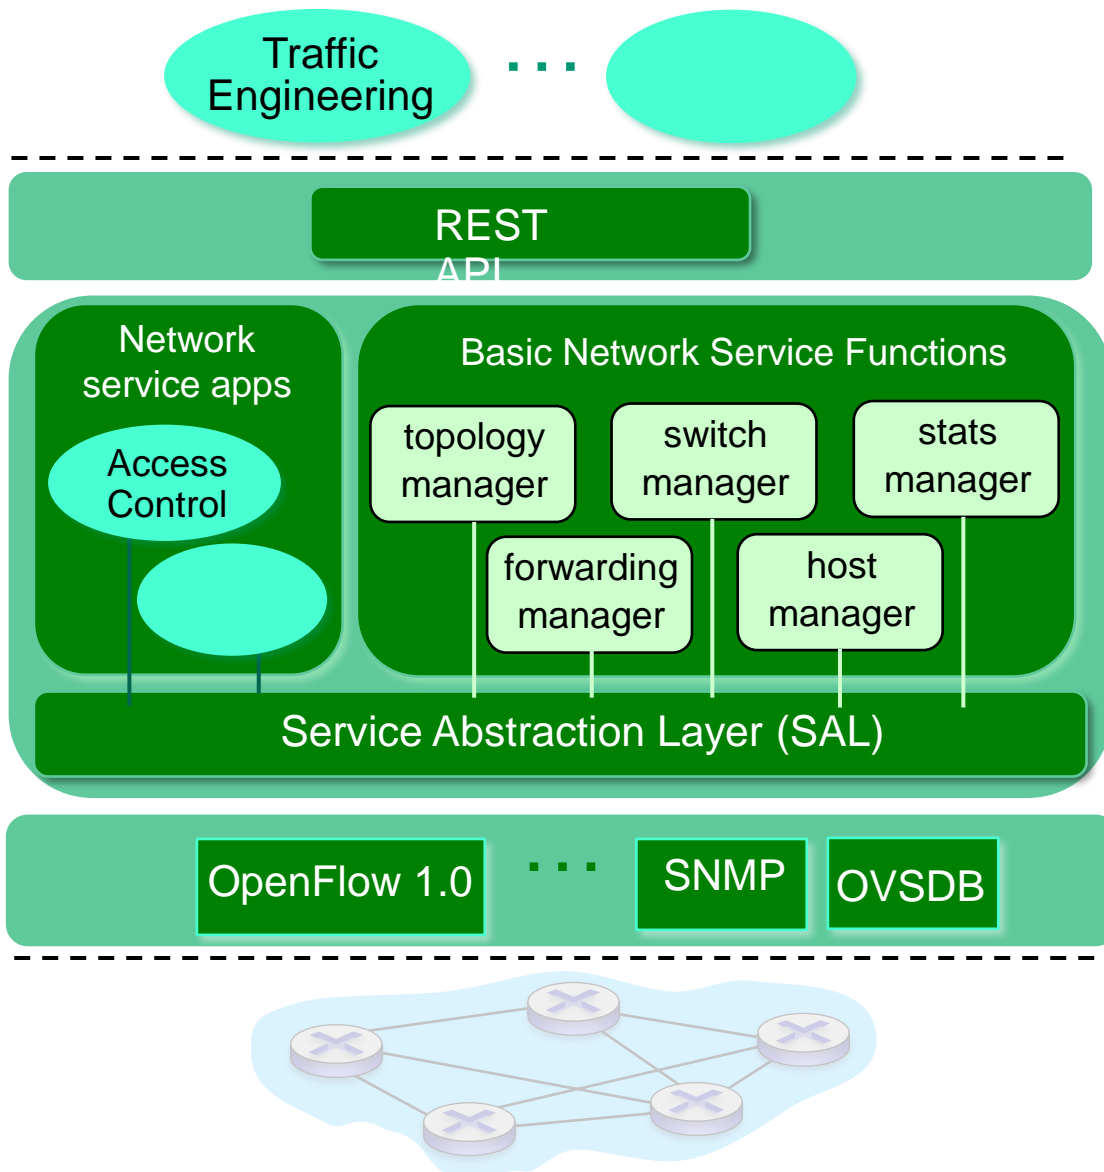 Traffic
Engineering
REST
API
Network
service apps
Basic Network Service Functions
topology
manager
switch
manager
stats
manager
Access
Control
forwarding
manager
host
manager
Service Abstraction Layer (SAL)
OpenFlow 1.0
SNMP
OVSDB